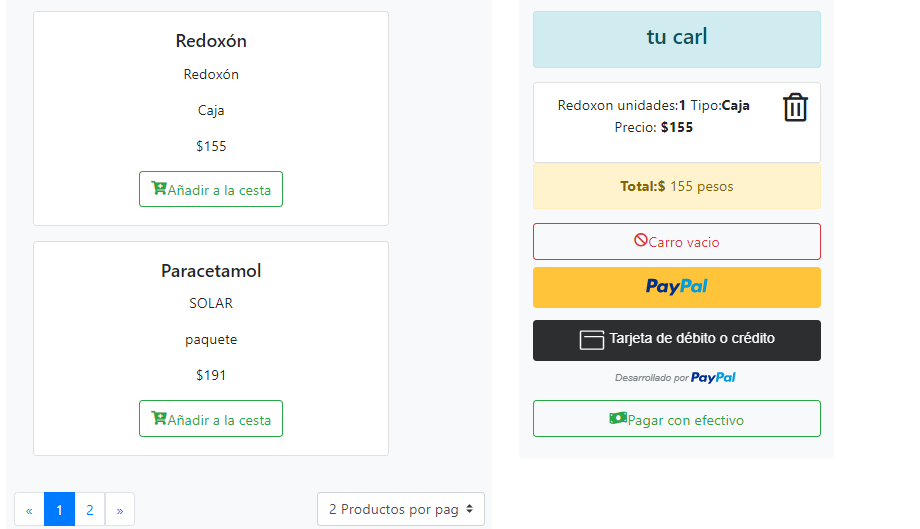 Redoxón
Redoxón
Caja
$155
Añadir a la cesta
Paracetamol
SOLAR
paquete
$191
Añadir a la cesta
« 1 2 »
2 Productos por pag
tu carl
Redoxon unidades:1 Tipo:Caja
Precio: $155
Total:$ 155 pesos
Carro vacio
PayPal
Tarjeta de débito o crédito
Desarrollado por PayPal
Pagar con efectivo